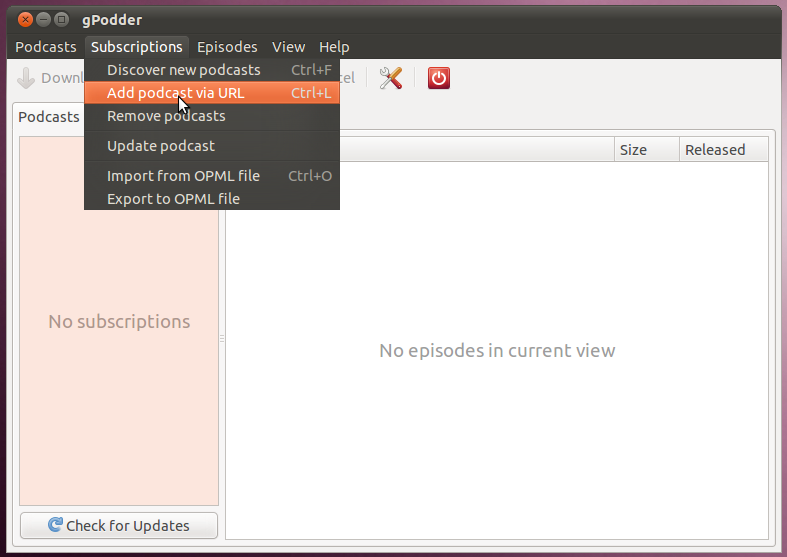 gPodder
Podcasts Subscriptions Episodes View Help
Discover new podcasts Ctrl+F
Add podcast via URL Ctrl+L
Remove podcasts
Update podcast
Import from OPML file Ctrl+O
Export to OPML file
Podcasts
Size Released
No subscriptions
No episodes in current view
Check for Updates